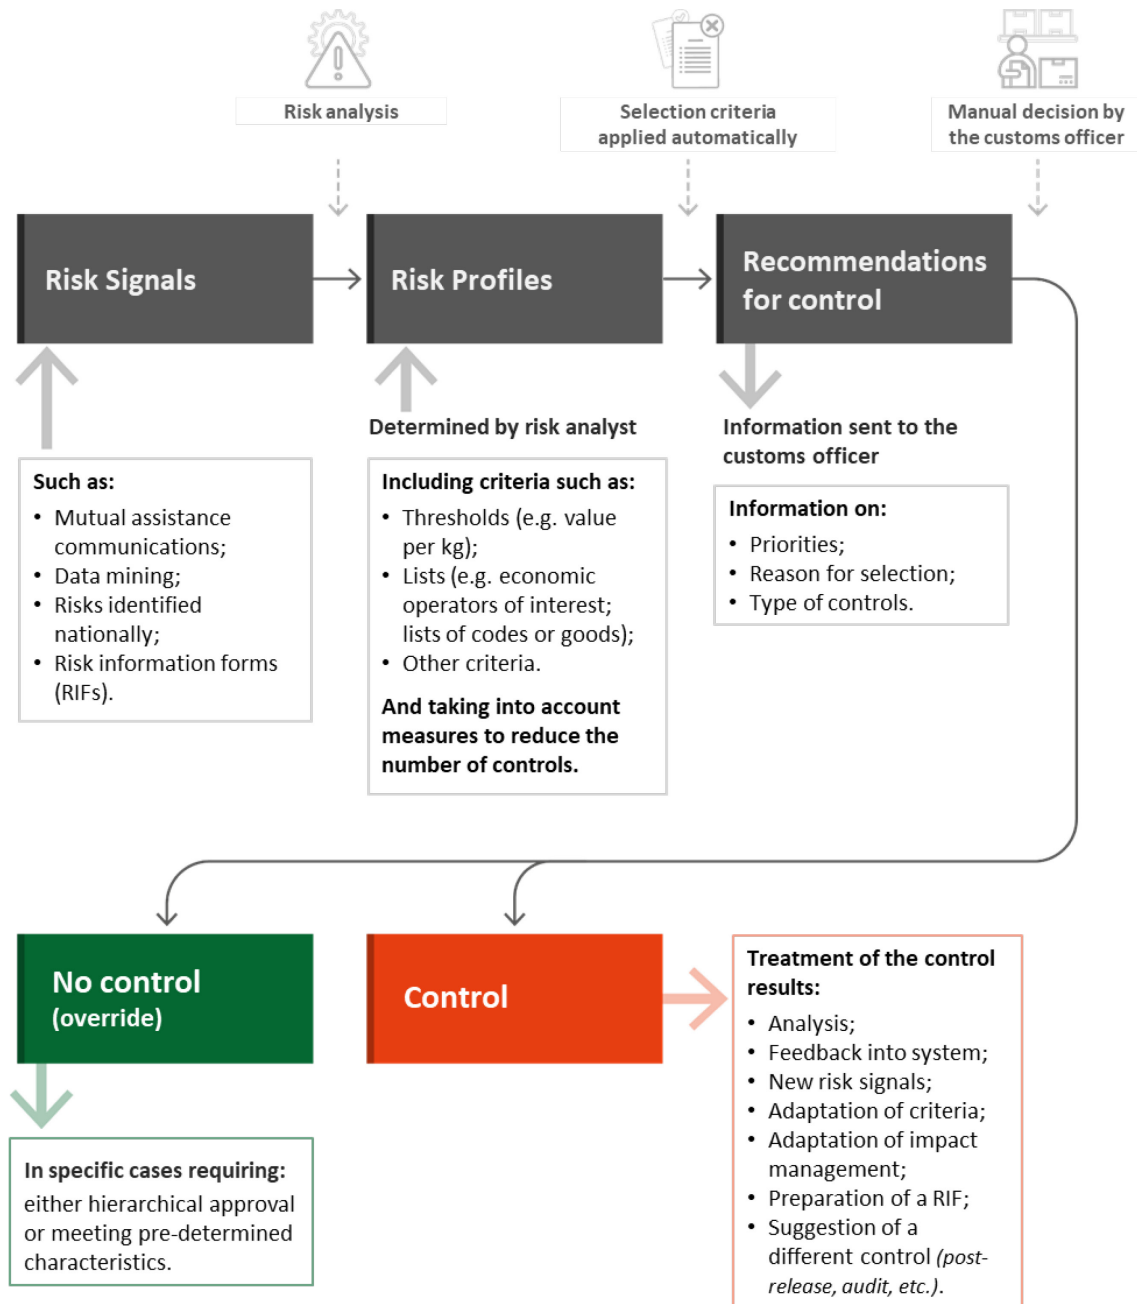 Risk analysis
Selection criteria
applied automatically
Manual decision by
the customs officer
Risk Signals
Risk Profiles
Recommendations
for control
Determined by risk analyst
Information sent to the
customs officer
Such as:
• Mutual assistance
communications;
• Data mining;
• Risks identified
nationally;
• Risk information forms
(RIFs).
Including criteria such as:
• Thresholds (e.g. value
per kg);
• Lists (e.g. economic
operators of interest;
lists of codes or goods);
• Other criteria.
And taking into account
measures to reduce the
number of controls.
Information on:
• Priorities;
• Reason for selection;
• Type of controls.
No control
(override)
Control
In specific cases requiring:
either hierarchical approval
or meeting pre-determined
characteristics.
Treatment of the control
results:
• Analysis;
• Feedback into system;
• New risk signals;
• Adaptation of criteria;
• Adaptation of impact
management;
• Preparation of a RIF;
• Suggestion of a
different control (post-
release, audit, etc.).